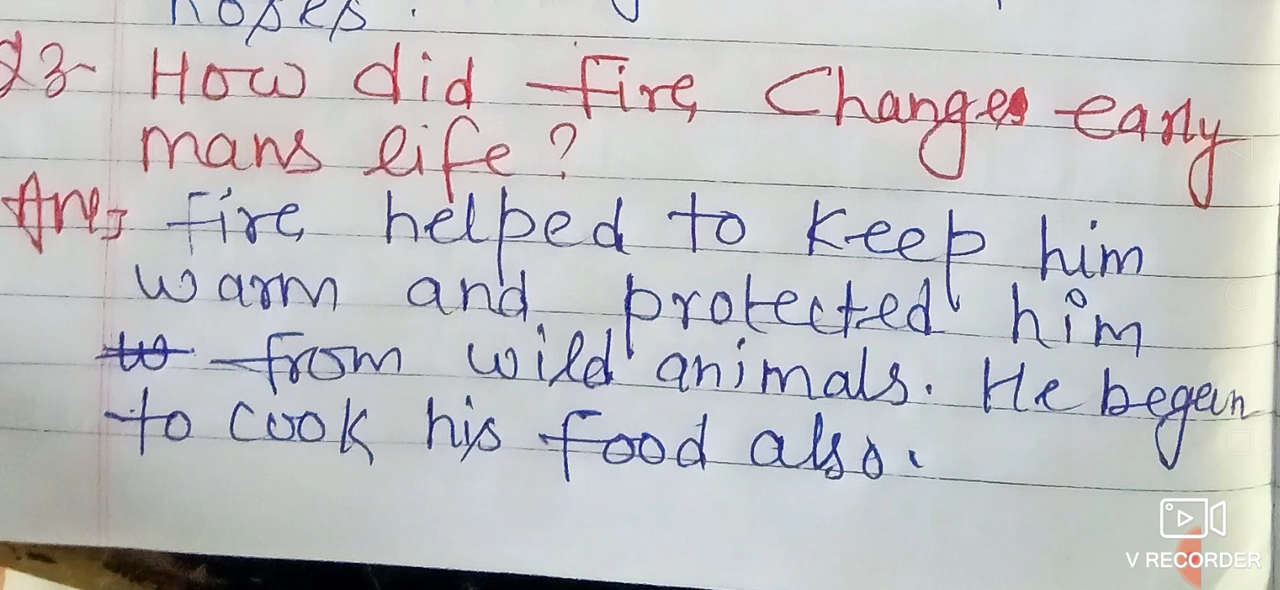 Q3- How did fire Change early
mans life?
Ans, fire helped to keep him
warm and protected him
from wild animals. He began
to cook his food also.
V RECORDER